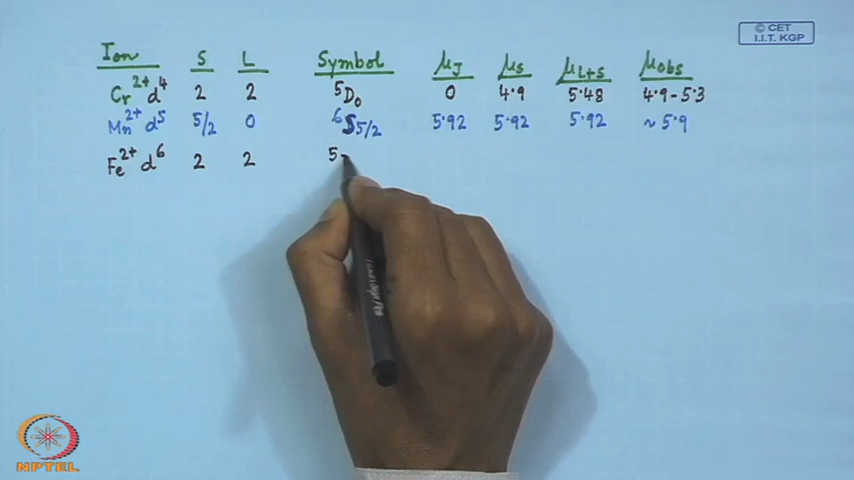 © CET
I.I.T. KGP
Ion S L Symbol μJ μS μL+S μobs
Cr²⁺ d⁴ 2 2 ⁵D₀ 0 4.9 5.48 4.9-5.3
Mn²⁺ d⁵ 5/2 0 ⁶S₅/₂ 5.92 5.92 5.92 ~5.9
Fe²⁺ d⁶ 2 2 ⁵
NPTEL